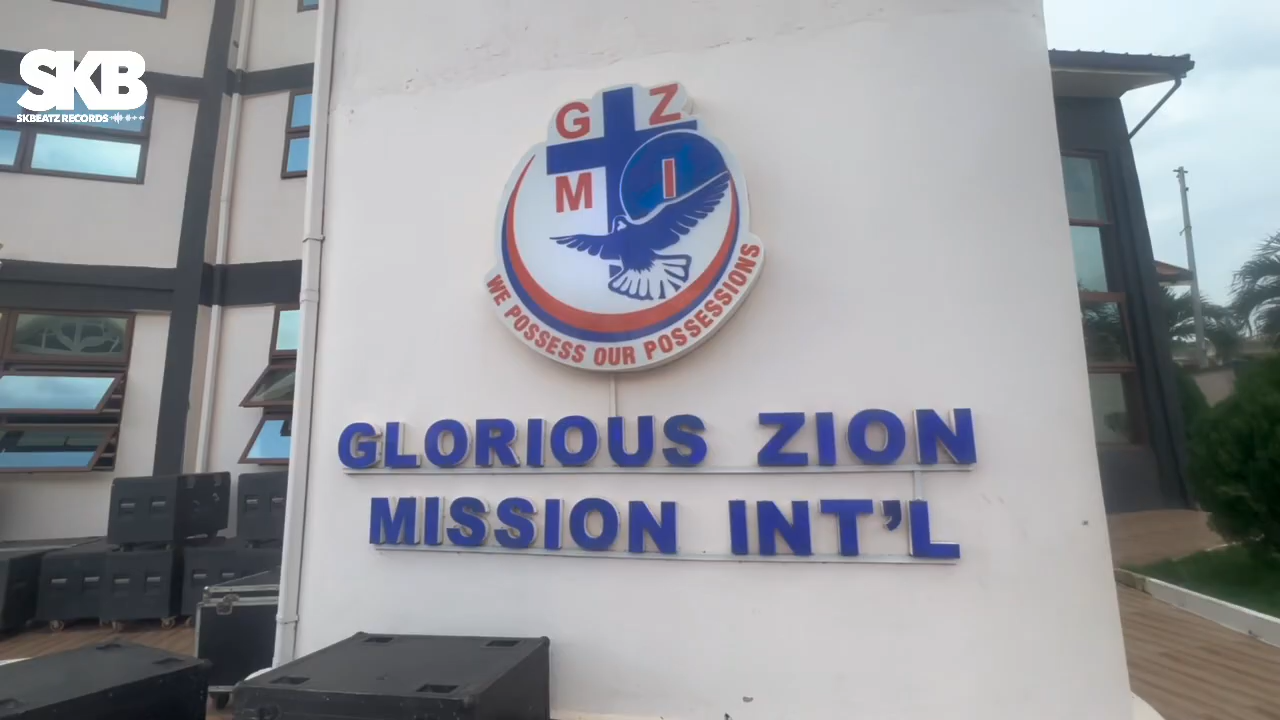 SKB
SKBEATZ RECORDS
G Z
M I
WE POSSESS OUR POSSESSIONS
GLORIOUS ZION
MISSION INT'L